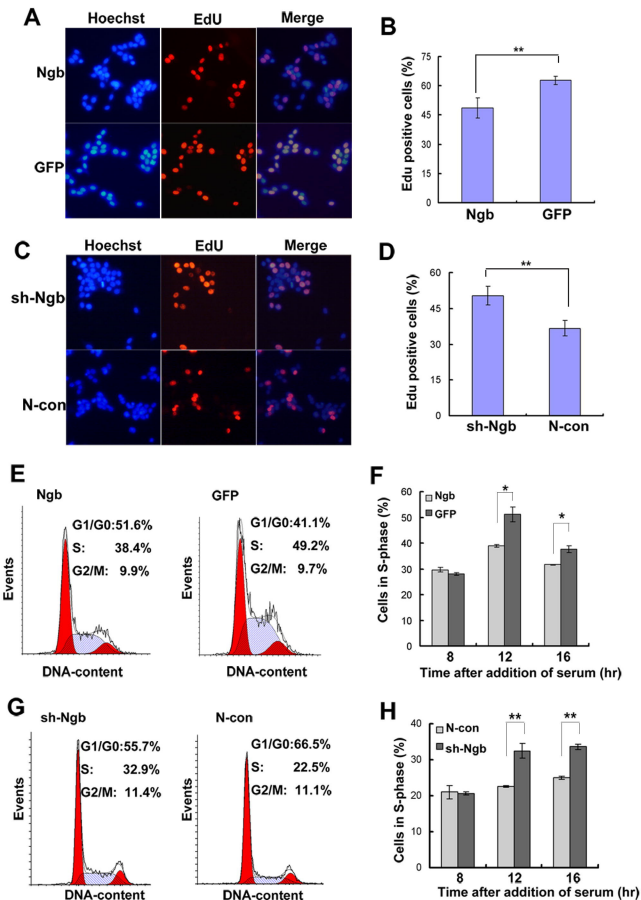 A
Hoechst EdU Merge
Ngb
GFP
B
Edu positive cells (%)
75
60
45
30
15
0
**
Ngb GFP
C
Hoechst EdU Merge
sh-Ngb
N-con
D
Edu positive cells (%)
60
45
30
15
0
**
sh-Ngb N-con
E
Ngb
G1/G0:51.6%
S: 38.4%
G2/M: 9.9%
Events
DNA-content
GFP
G1/G0:41.1%
S: 49.2%
G2/M: 9.7%
Events
DNA-content
F
Ngb
GFP
Cells in S-phase (%)
60
50
40
30
20
10
0
*
*
8 12 16
Time after addition of serum (hr)
G
sh-Ngb
G1/G0:55.7%
S: 32.9%
G2/M: 11.4%
Events
DNA-content
N-con
G1/G0:66.5%
S: 22.5%
G2/M: 11.1%
Events
DNA-content
H
N-con
sh-Ngb
Cells in S-phase (%)
40
30
20
10
0
**
**
8 12 16
Time after addition of serum (hr)